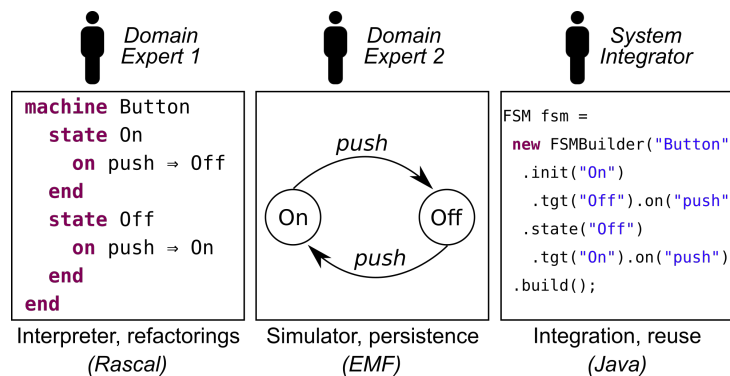 Domain
Expert 1
Domain
Expert 2
System
Integrator
machine Button
state On
on push ⇒ Off
end
state Off
on push ⇒ On
end
end
push
On
Off
push
FSM fsm =
new FSMBuilder("Button"
.init("On")
.tgt("Off").on("push"
.state("Off")
.tgt("On").on("push")
.build();
Interpreter, refactorings
(Rascal)
Simulator, persistence
(EMF)
Integration, reuse
(Java)